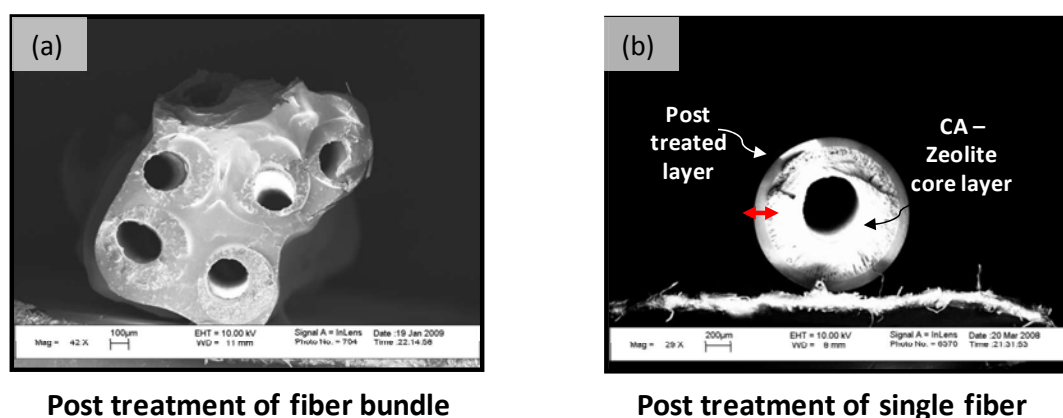 (a)
Mag = 42 X
100µm
EHT = 10.00 kV
WD = 11 mm
Signal A = InLens
Photo No. = 704
Date :19 Jan 2009
Time :22:14:56
Post treatment of fiber bundle
(b)
Post
treated
layer
CA –
Zeolite
core layer
Mag = 29 X
200µm
EHT = 10.00 kV
WD = 8 mm
Signal A = InLens
Photo No. = 6370
Date :20 Mar 2008
Time :21:31:53
Post treatment of single fiber